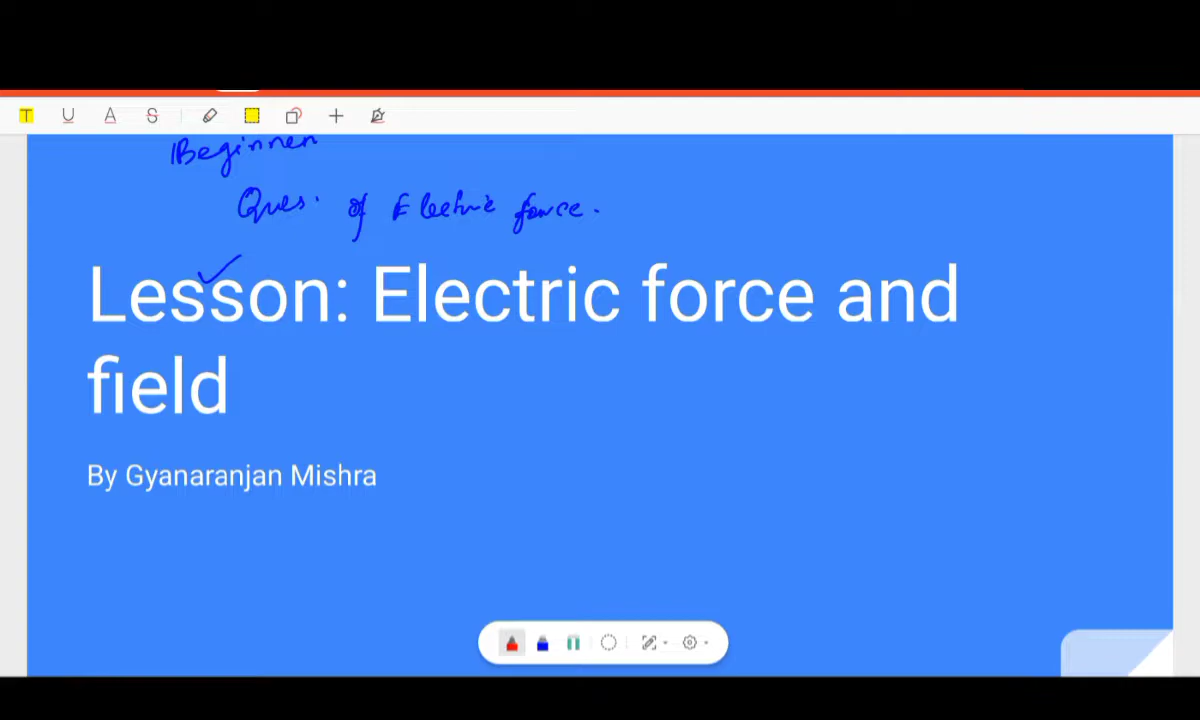 Beginner
Ques. of Electric force.
Lesson: Electric force and
field
By Gyanaranjan Mishra